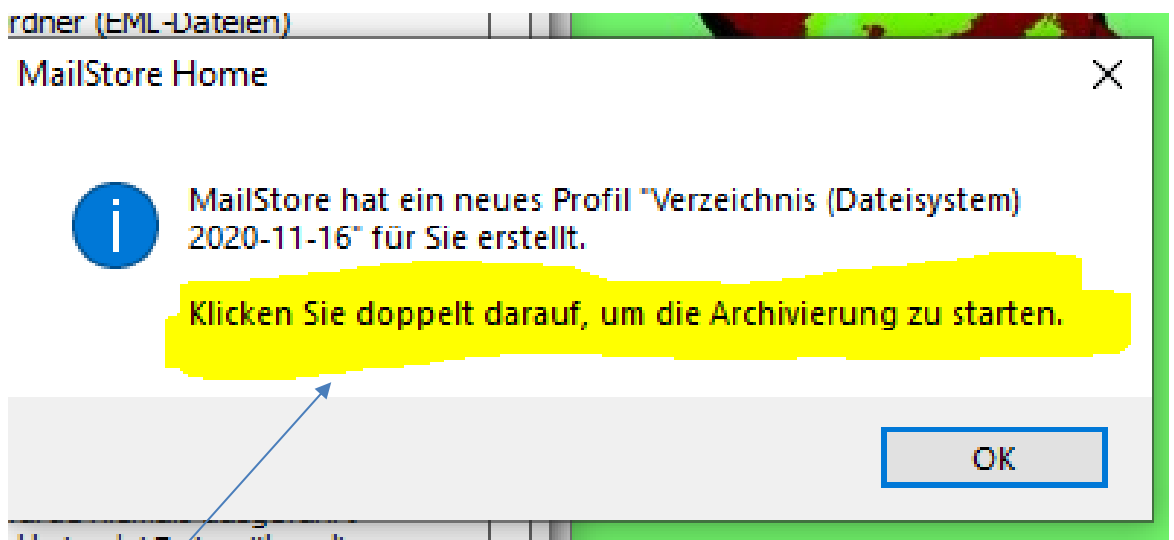 (EML-Dateien)
MailStore Home
MailStore hat ein neues Profil "Verzeichnis (Dateisystem)
2020-11-16" für Sie erstellt.
Klicken Sie doppelt darauf, um die Archivierung zu starten.
OK